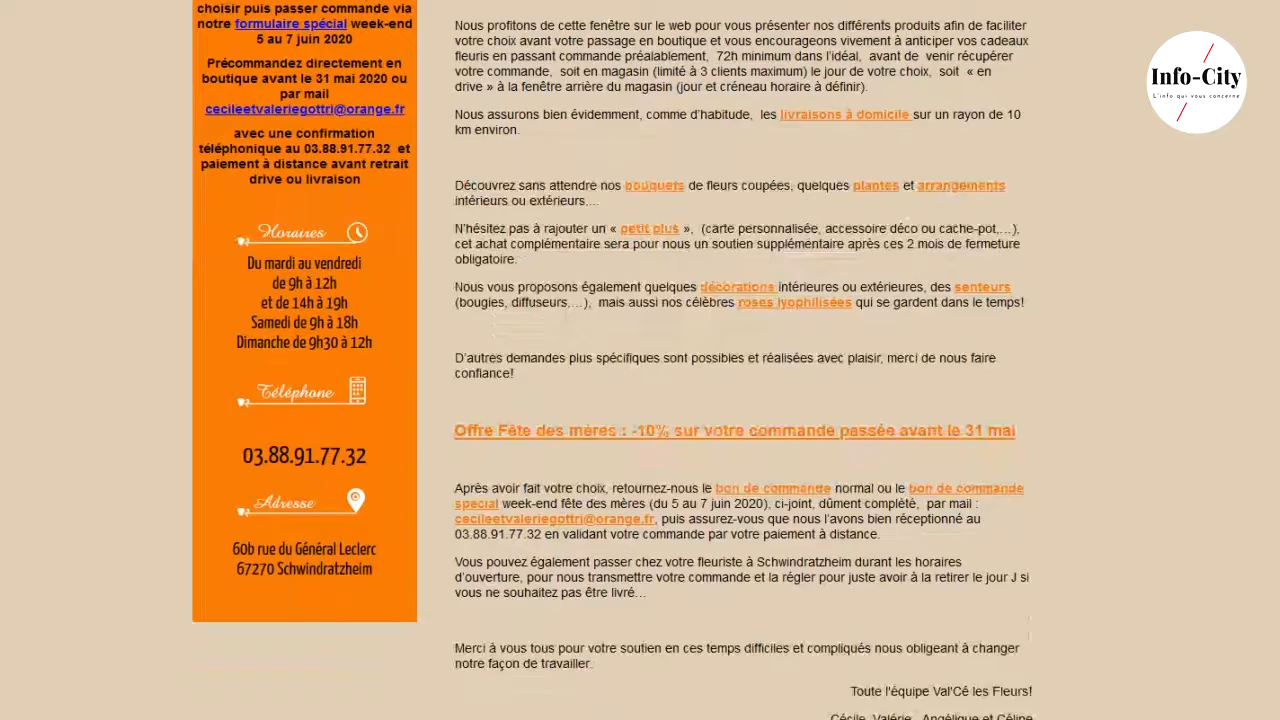 choisir puis passer commande via
notre formulaire spécial week-end
5 au 7 juin 2020
Précommandez directement en
boutique avant le 31 mai 2020 ou
par mail
cecileetvaleriegottri@orange.fr
avec une confirmation
téléphonique au 03.88.91.77.32 et
paiement à distance avant retrait
drive ou livraison
Horaires
Du mardi au vendredi
de 9h à 12h
et de 14h à 19h
Samedi de 9h à 18h
Dimanche de 9h30 à 12h
Téléphone
03.88.91.77.32
Adresse
60b rue du Général Leclerc
67270 Schwindratzheim
Nous profitons de cette fenêtre sur le web pour vous présenter nos différents produits afin de faciliter
votre choix avant votre passage en boutique et vous encourageons vivement à anticiper vos cadeaux
fleuris en passant commande préalablement, 72h minimum dans l'idéal, avant de venir récupérer
votre commande, soit en magasin (limité à 3 clients maximum) le jour de votre choix, soit « en
drive » à la fenêtre arrière du magasin (jour et créneau horaire à définir).
Nous assurons bien évidemment, comme d'habitude, les livraisons à domicile sur un rayon de 10
km environ.
Découvrez sans attendre nos bouquets de fleurs coupées, quelques plantes et arrangements
intérieurs ou extérieurs,...
N'hésitez pas à rajouter un « petit plus », (carte personnalisée, accessoire déco ou cache-pot,...),
cet achat complémentaire sera pour nous un soutien supplémentaire après ces 2 mois de fermeture
obligatoire.
Nous vous proposons également quelques décorations intérieures ou extérieures, des senteurs
(bougies, diffuseurs,...), mais aussi nos célèbres roses lyophilisées qui se gardent dans le temps!
D'autres demandes plus spécifiques sont possibles et réalisées avec plaisir, merci de nous faire
confiance!
Offre Fête des mères : -10% sur votre commande passée avant le 31 mai
Après avoir fait votre choix, retournez-nous le bon de commande normal ou le bon de commande
spécial week-end fête des mères (du 5 au 7 juin 2020), ci-joint, dûment complété, par mail :
cecileetvaleriegottri@orange.fr, puis assurez-vous que nous l'avons bien réceptionné au
03.88.91.77.32 en validant votre commande par votre paiement à distance.
Vous pouvez également passer chez votre fleuriste à Schwindratzheim durant les horaires
d'ouverture, pour nous transmettre votre commande et la régler pour juste avoir à la retirer le jour J si
vous ne souhaitez pas être livré...
Merci à vous tous pour votre soutien en ces temps difficiles et compliqués nous obligeant à changer
notre façon de travailler.
Toute l'équipe Val'Cé les Fleurs!
Cécile, Valérie, Angélique et Céline
Info-City
L'info qui vous concerne